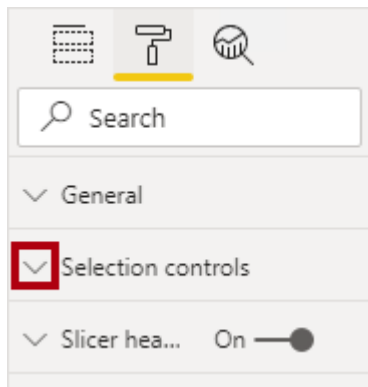 Search
General
Selection controls
Slicer hea... On